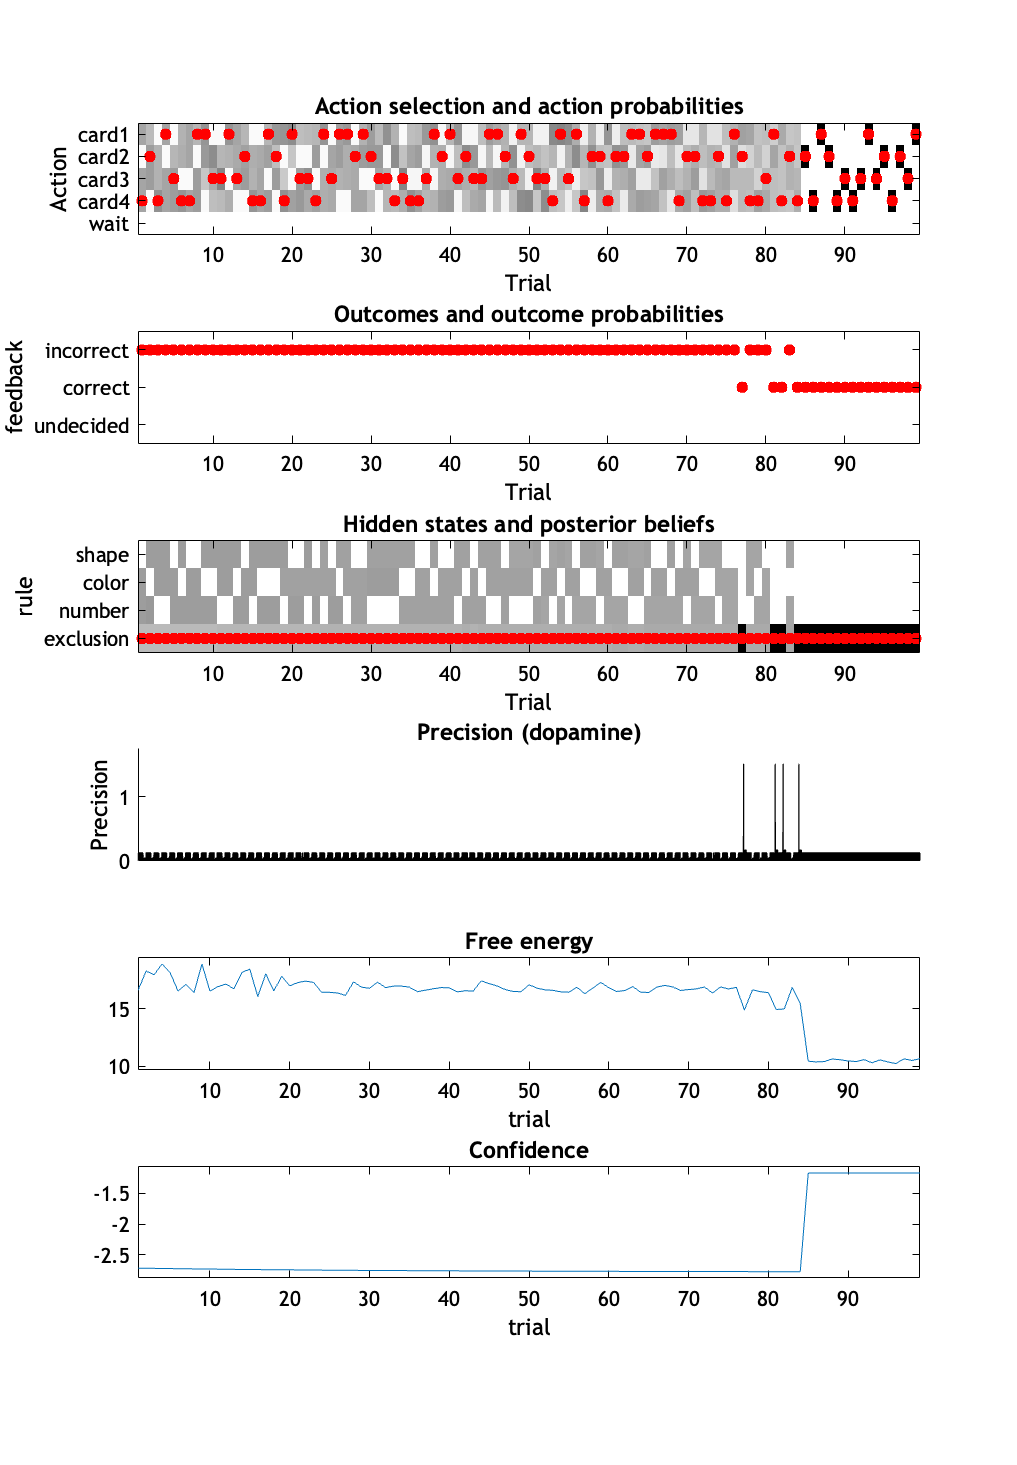 Action selection and action probabilities
Action
card1
card2
card3
card4
wait
10 20 30 40 50 60 70 80 90
Trial
Outcomes and outcome probabilities
feedback
incorrect
correct
undecided
10 20 30 40 50 60 70 80 90
Trial
Hidden states and posterior beliefs
rule
shape
color
number
exclusion
10 20 30 40 50 60 70 80 90
Trial
Precision (dopamine)
Precision
1
0
Free energy
15
10
10 20 30 40 50 60 70 80 90
trial
Confidence
-1.5
-2
-2.5
10 20 30 40 50 60 70 80 90
trial